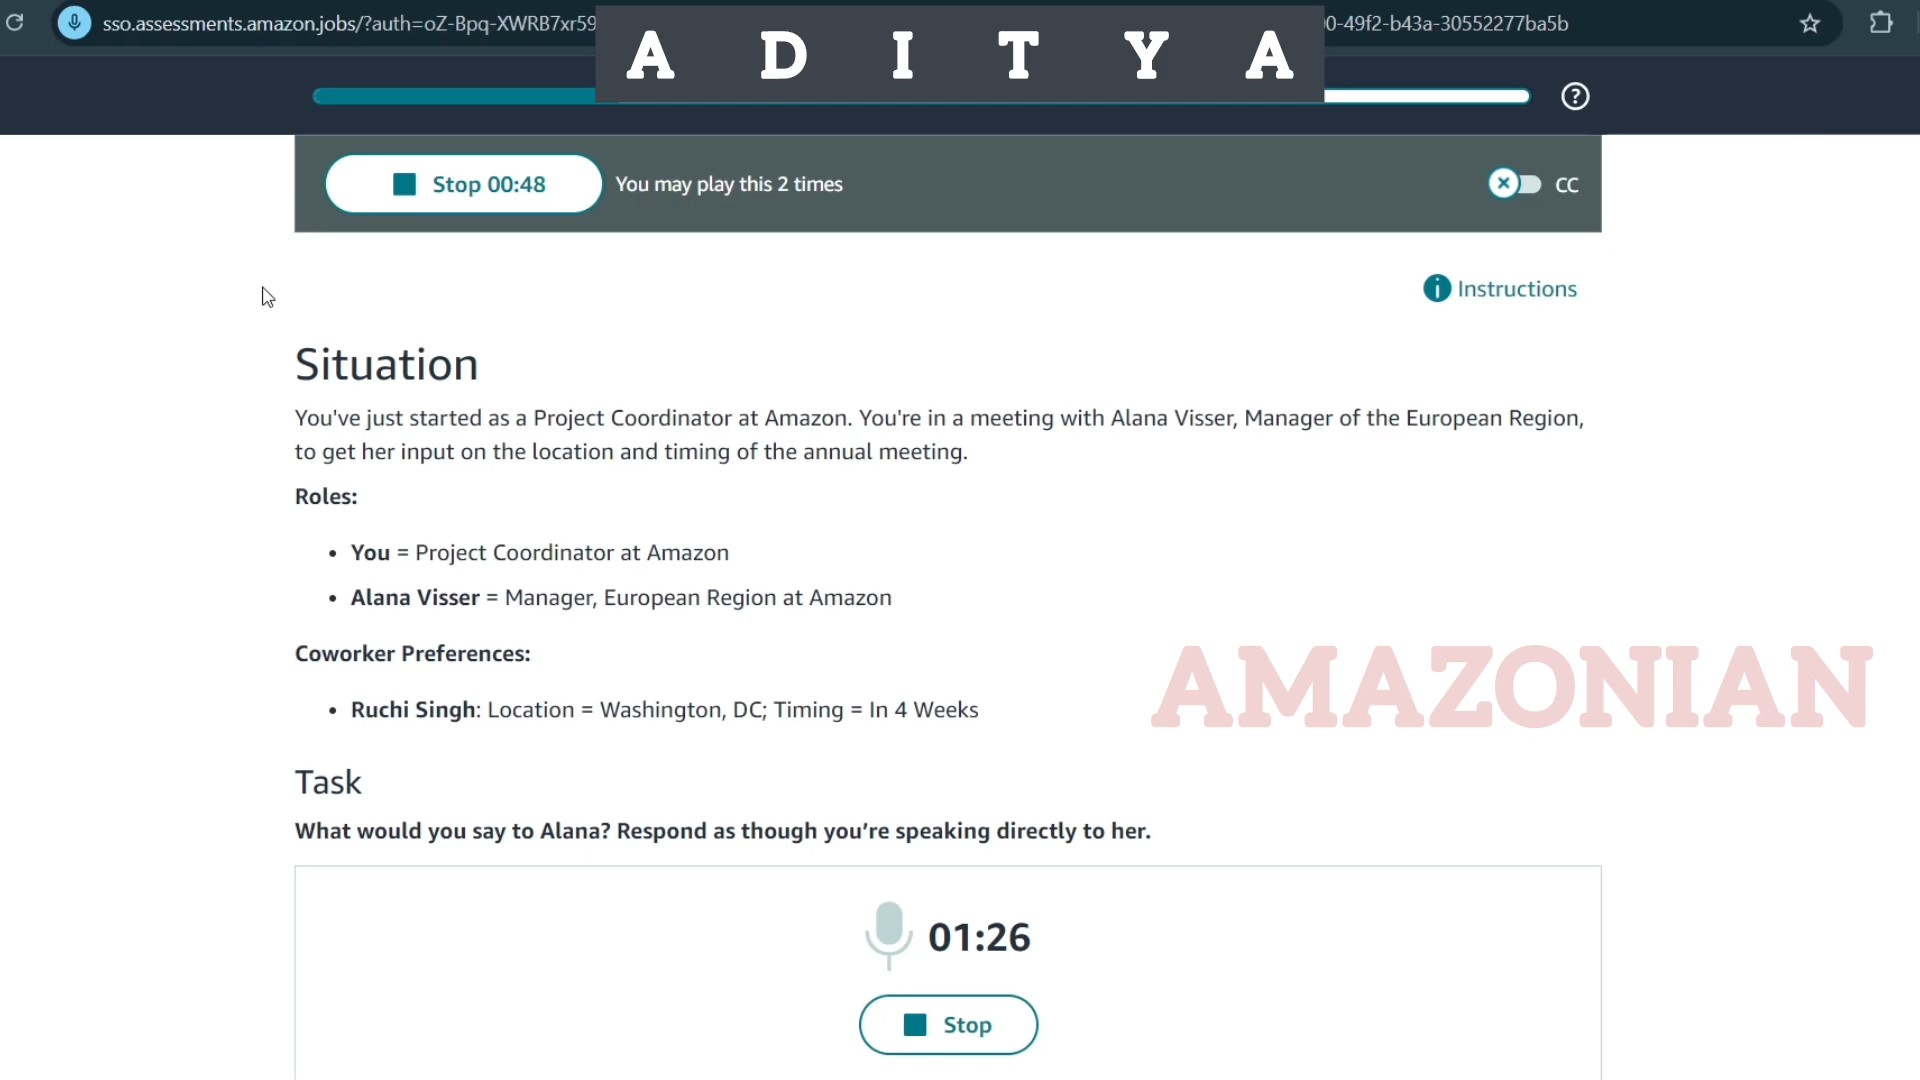 sso.assessments.amazon.jobs/?auth=oZ-Bpq-XWRB7xr59
0-49f2-b43a-30552277ba5b
A D I T Y A
Stop 00:48
You may play this 2 times
CC
Instructions
Situation
You've just started as a Project Coordinator at Amazon. You're in a meeting with Alana Visser, Manager of the European Region,
to get her input on the location and timing of the annual meeting.
Roles:
• You = Project Coordinator at Amazon
• Alana Visser = Manager, European Region at Amazon
Coworker Preferences:
• Ruchi Singh: Location = Washington, DC; Timing = In 4 Weeks
AMAZONIAN
Task
What would you say to Alana? Respond as though you’re speaking directly to her.
01:26
Stop